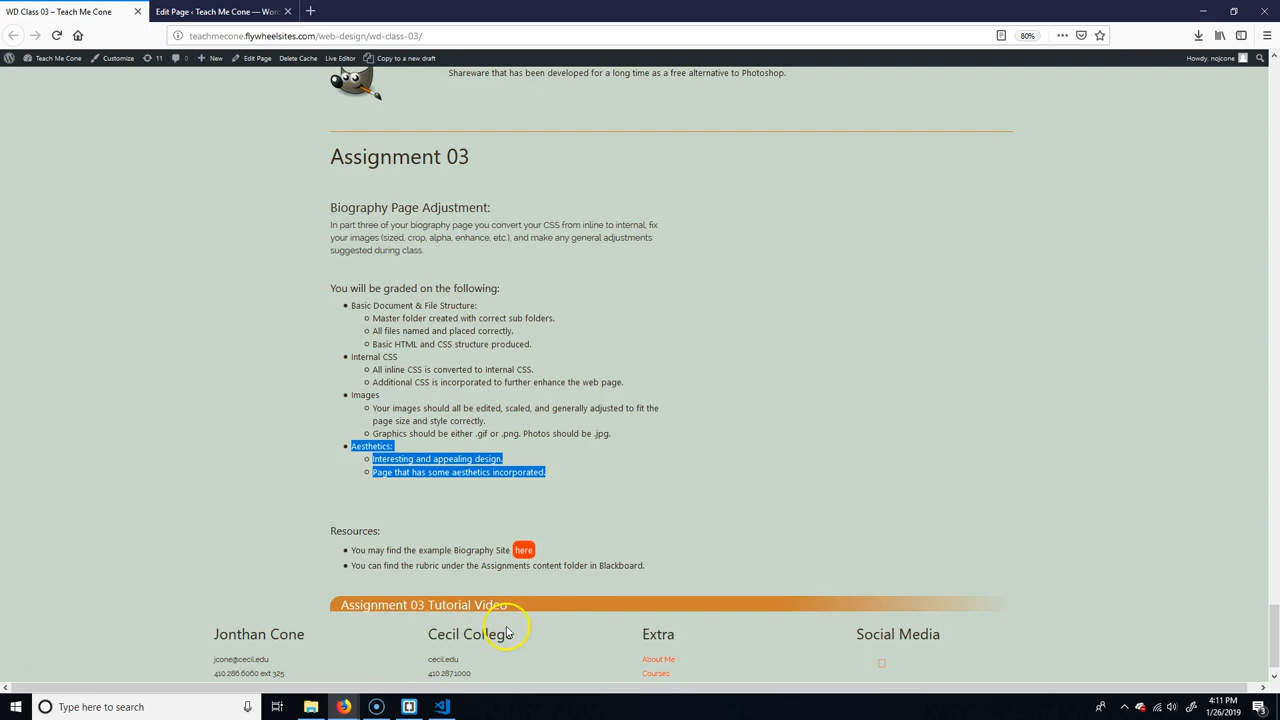 WD Class 03 – Teach Me Cone
Edit Page ‹ Teach Me Cone — Wor
teachmecone.flywheelsites.com/web-design/wd-class-03/
80%
Teach Me Cone
Customize
11
0
New
Edit Page
Delete Cache
Live Editor
Copy to a new draft
Howdy, nojcone
Shareware that has been developed for a long time as a free alternative to Photoshop.
Assignment 03
Biography Page Adjustment:
In part three of your biography page you convert your CSS from inline to internal, fix
your images (sized, crop, alpha, enhance, etc.), and make any general adjustments
suggested during class.
You will be graded on the following:
Basic Document & File Structure:
Master folder created with correct sub folders.
All files named and placed correctly.
Basic HTML and CSS structure produced.
Internal CSS
All inline CSS is converted to Internal CSS.
Additional CSS is incorporated to further enhance the web page.
Images
Your images should all be edited, scaled, and generally adjusted to fit the
page size and style correctly.
Graphics should be either .gif or .png. Photos should be .jpg.
Aesthetics:
Interesting and appealing design.
Page that has some aesthetics incorporated.
Resources:
You may find the example Biography Site here
You can find the rubric under the Assignments content folder in Blackboard.
Assignment 03 Tutorial Video
Jonthan Cone
Cecil College
Extra
Social Media
jcone@cecil.edu
cecil.edu
About Me
410.286.6060 ext 325
410.287.1000
Courses
Type here to search
4:11 PM
1/26/2019
3